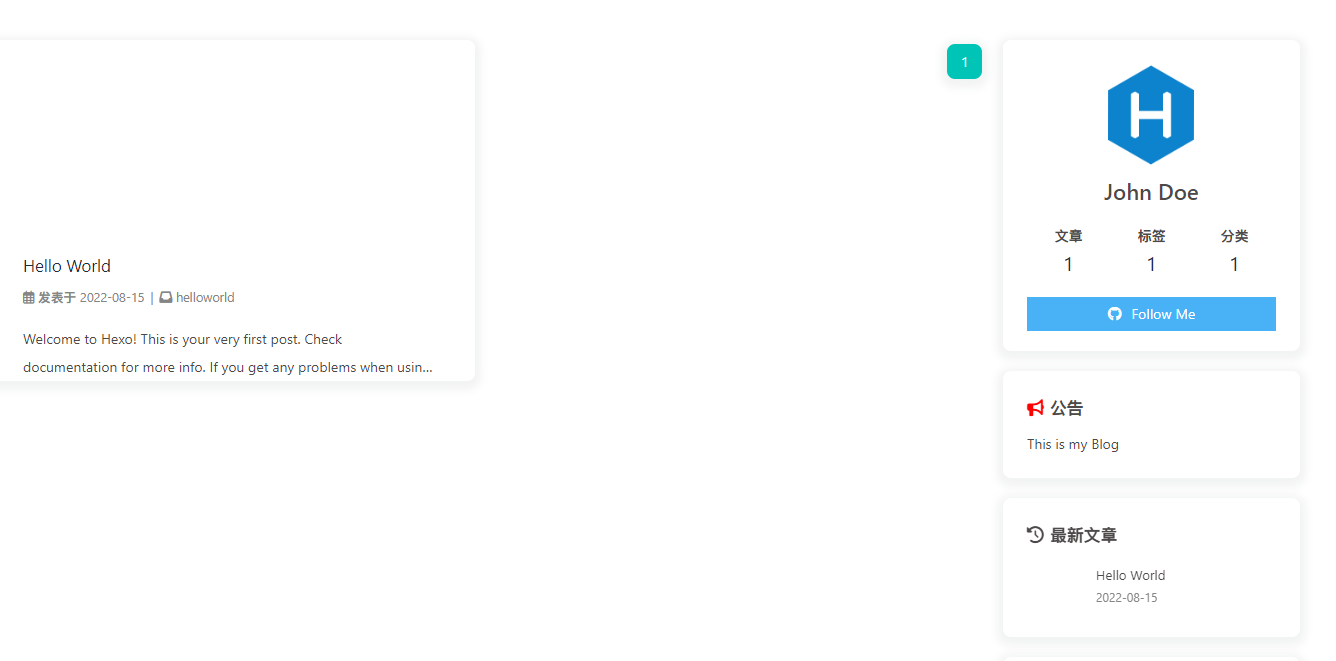 Hello World
发表于 2022-08-15 | helloworld
Welcome to Hexo! This is your very first post. Check
documentation for more info. If you get any problems when usin...
1
H
John Doe
文章 标签 分类
1 1 1
Follow Me
公告
This is my Blog
最新文章
Hello World
2022-08-15